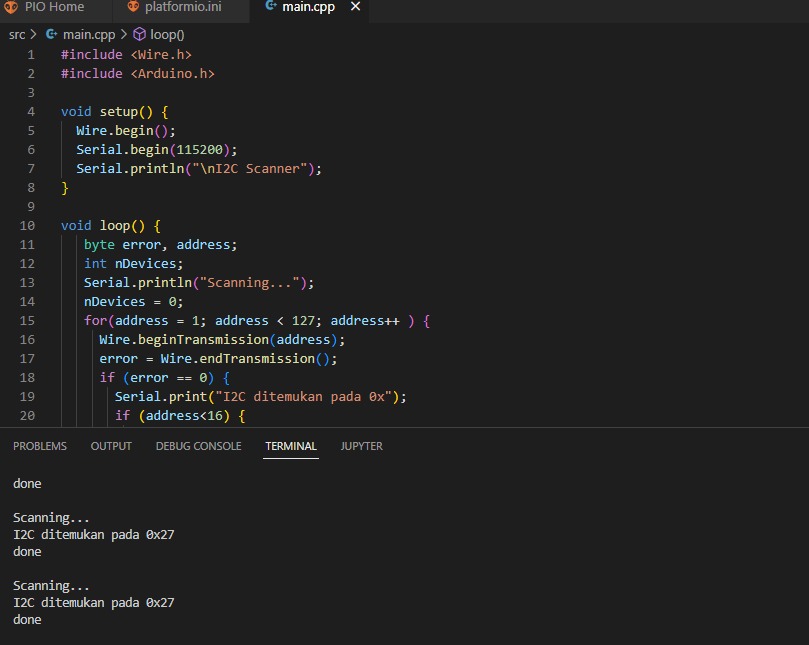 PIO Home platformio.ini main.cpp
src > main.cpp > loop()
1 #include <Wire.h>
2 #include <Arduino.h>
3
4 void setup() {
5 Wire.begin();
6 Serial.begin(115200);
7 Serial.println("\nI2C Scanner");
8 }
9
10 void loop() {
11 byte error, address;
12 int nDevices;
13 Serial.println("Scanning...");
14 nDevices = 0;
15 for(address = 1; address < 127; address++ ) {
16 Wire.beginTransmission(address);
17 error = Wire.endTransmission();
18 if (error == 0) {
19 Serial.print("I2C ditemukan pada 0x");
20 if (address<16) {
PROBLEMS OUTPUT DEBUG CONSOLE TERMINAL JUPYTER
done
Scanning...
I2C ditemukan pada 0x27
done
Scanning...
I2C ditemukan pada 0x27
done